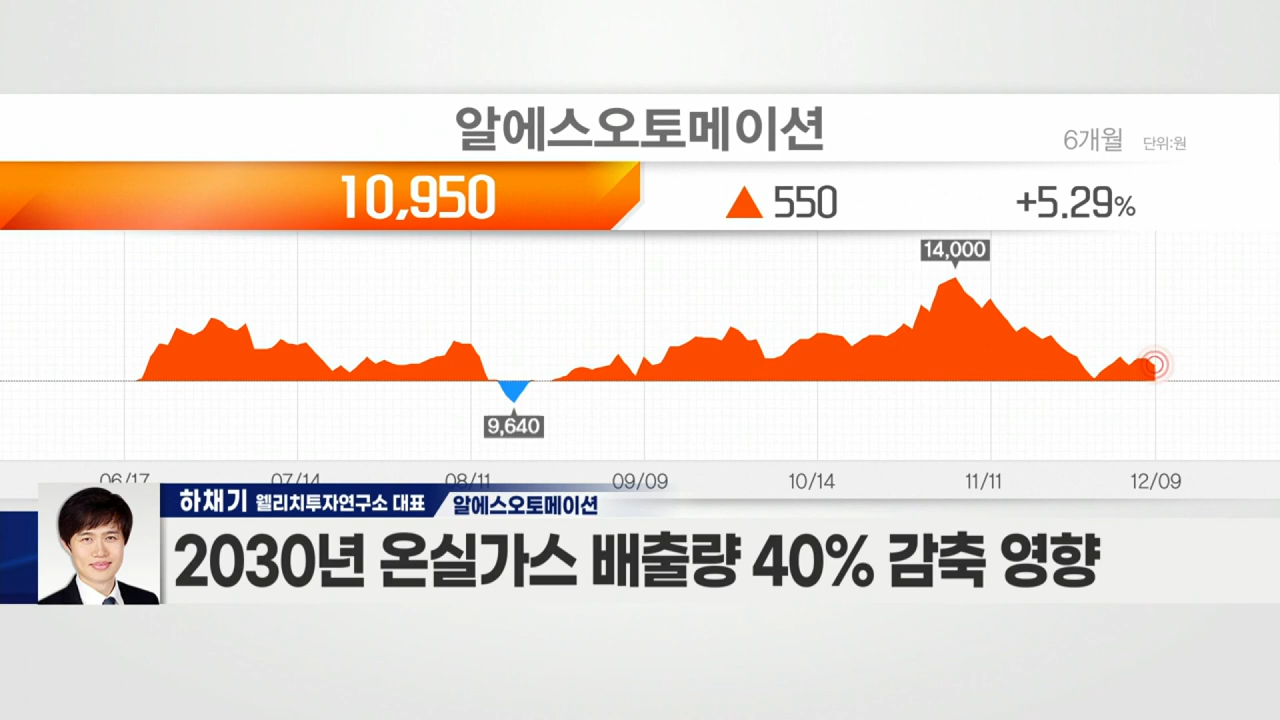 알에스오토메이션
6개월 단위:원
10,950 ▲ 550 +5.29%
14,000
9,640
06/17 07/14 08/11 09/09 10/14 11/11 12/09
하채기 웰리치투자연구소 대표 알에스오토메이션
2030년 온실가스 배출량 40% 감축 영향